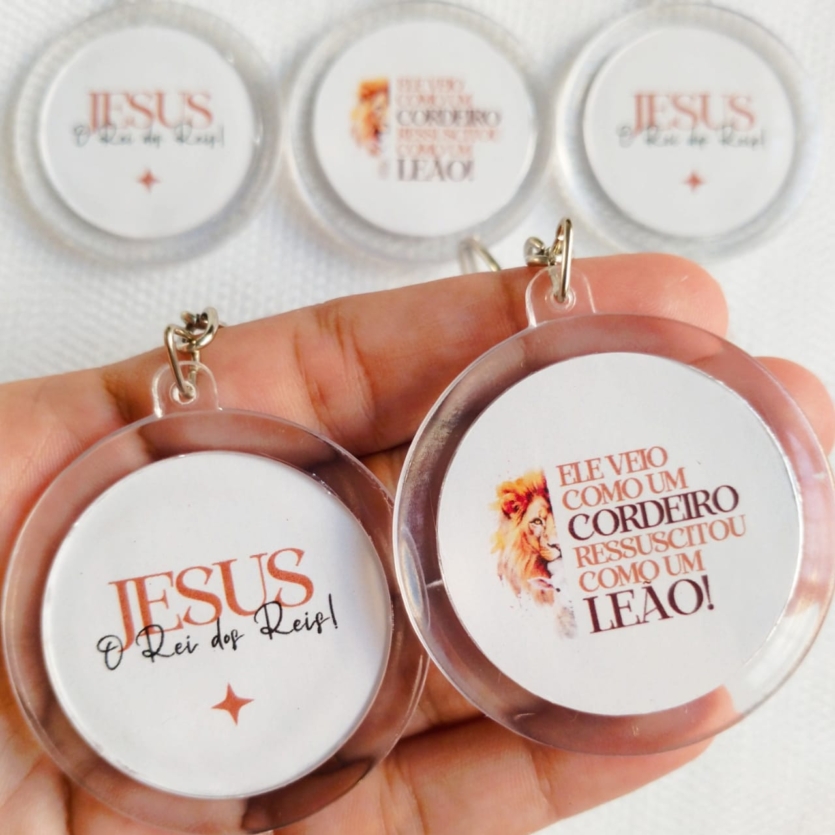 JESUS
O Rei dos Reis!
ELE VEIO
COMO UM
CORDEIRO
RESSUSCITOU
COMO UM
LEÃO!
JESUS
O Rei dos Reis!
JESUS
O Rei dos Reis!
ELE VEIO
COMO UM
CORDEIRO
RESSUSCITOU
COMO UM
LEÃO!